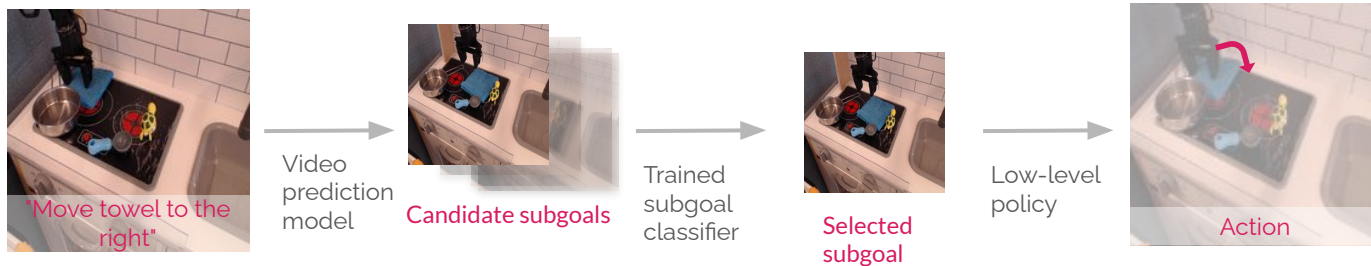 "Move towel to the
right"
Video
prediction
model
Candidate subgoals
Trained
subgoal
classifier
Selected
subgoal
Low-level
policy
Action